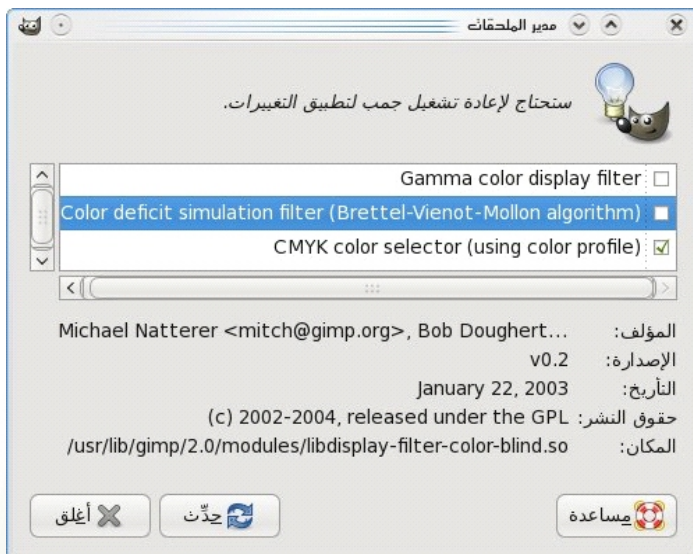 مدير الملحقات
ستحتاج لإعادة تشغيل جمب لتطبيق التغييرات.
Gamma color display filter
Color deficit simulation filter (Brettel-Vienot-Mollon algorithm)
CMYK color selector (using color profile)
المؤلف: Michael Natterer <mitch@gimp.org>, Bob Doughert...
الإصدارة: v0.2
التأريخ: January 22, 2003
حقوق النشر: (c) 2002-2004, released under the GPL
المكان: /usr/lib/gimp/2.0/modules/libdisplay-filter-color-blind.so
مساعدة
حدِّث
أغلق